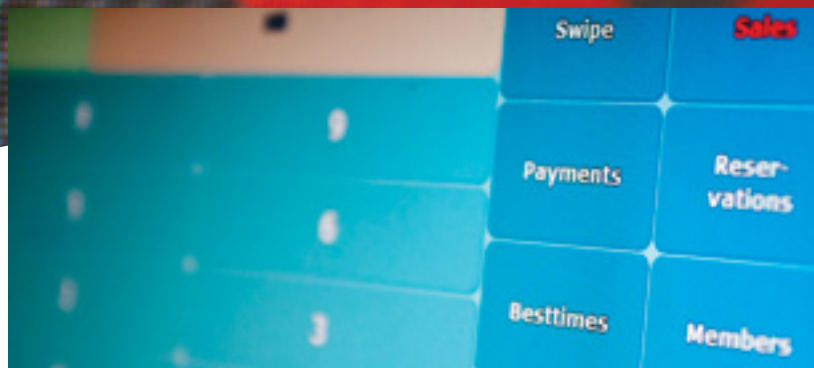 Swipe
Sales
9
Payments
Reser-
vations
6
Besttimes
3
Members